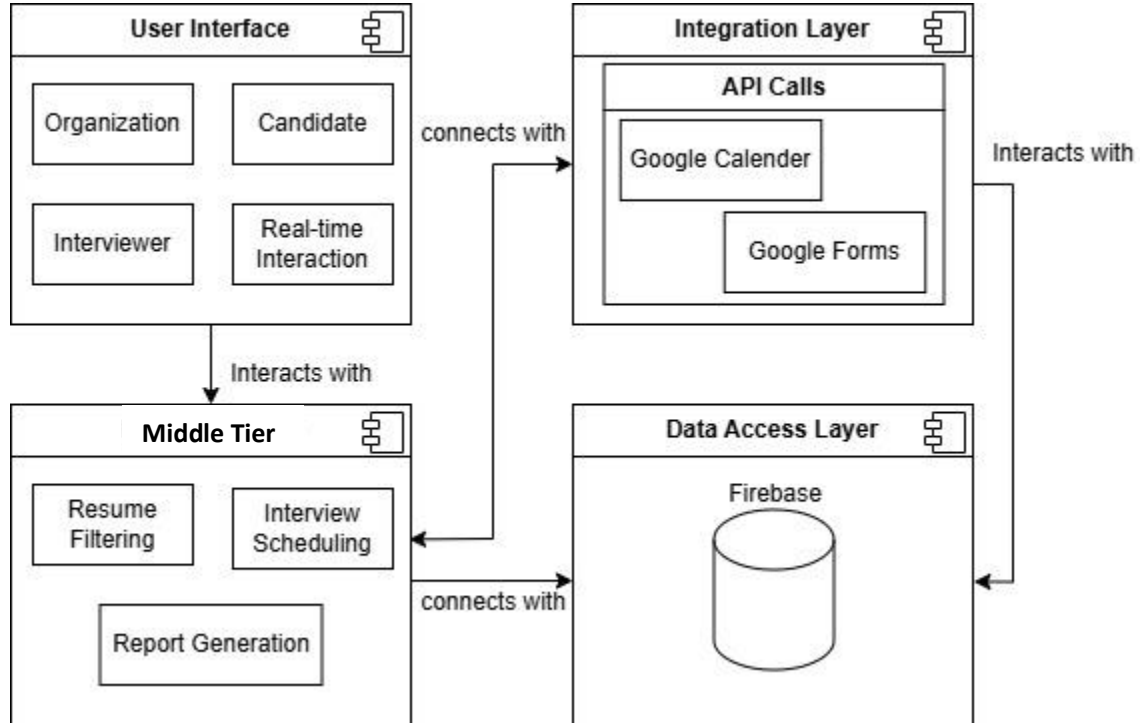 User Interface
Organization
Candidate
Interviewer
Real-time
Interaction
connects with
Integration Layer
API Calls
Google Calender
Google Forms
Interacts with
Interacts with
Middle Tier
Resume
Filtering
Interview
Scheduling
Report Generation
connects with
Data Access Layer
Firebase